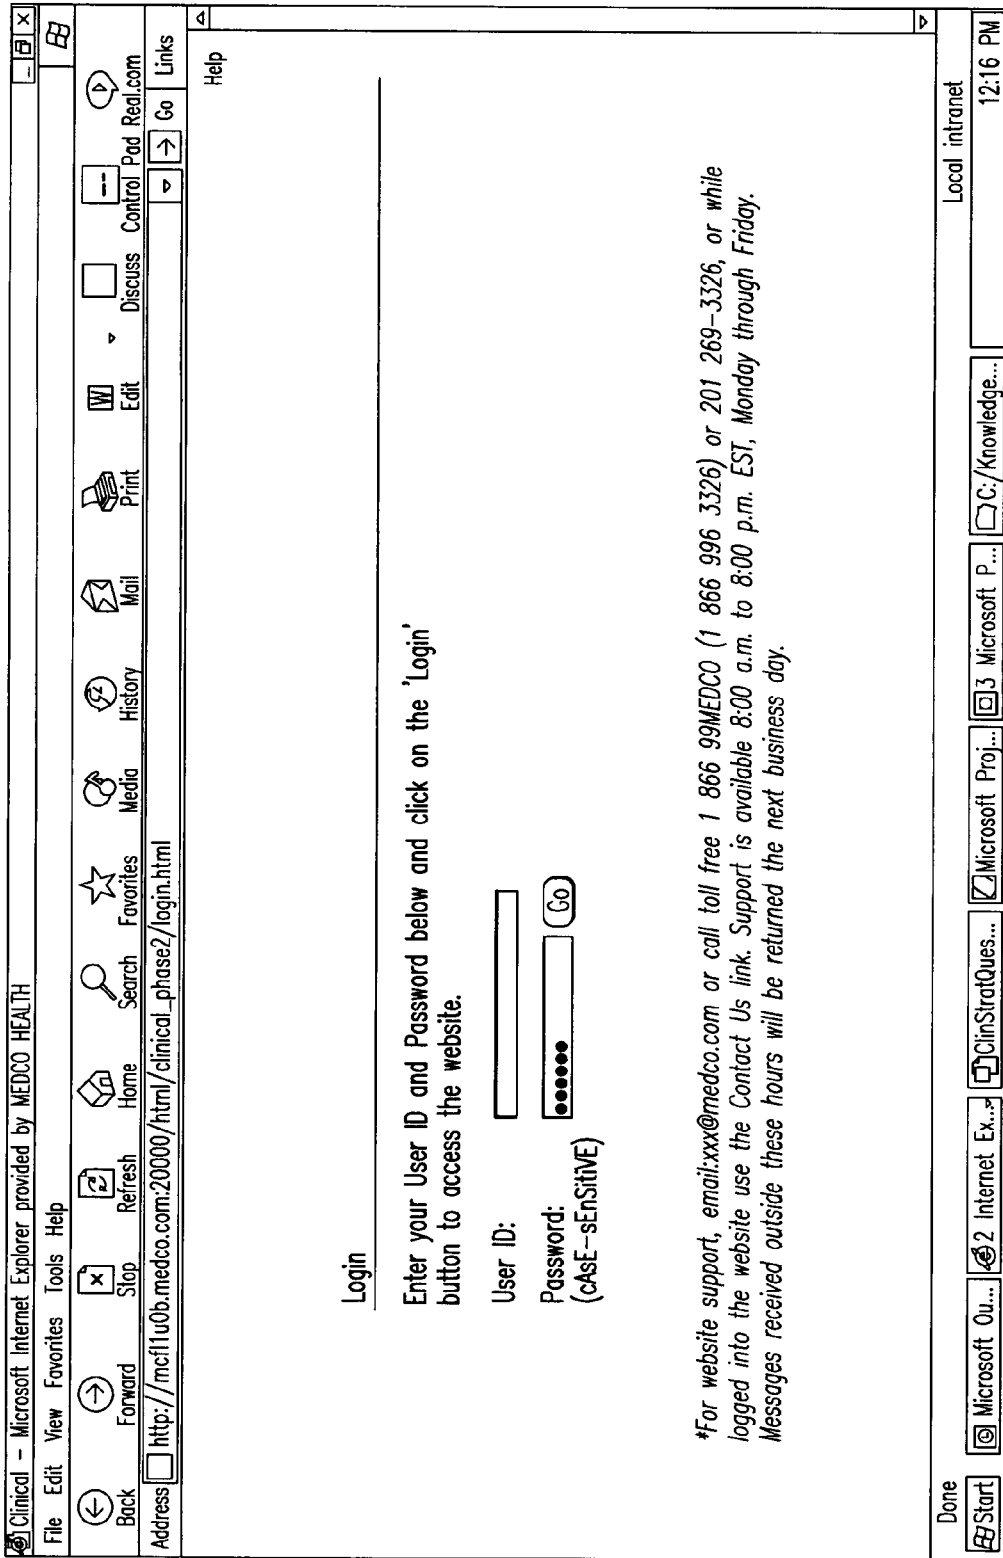 Clinical – Microsoft Internet Explorer provided by MEDCO HEALTH
File Edit View Favorites Tools Help
Back Forward Stop Refresh Home Search Favorites Media History Mail Print Edit Discuss Control Pad Real.com
Address http://mcfl1u0b.medco.com:20000/html/clinical_phase2/login.html Go Links
Help
Login
Enter your User ID and Password below and click on the 'Login'
button to access the website.
User ID:
Password: Go
(cAsE–sEnSitiVE)
*For website support, email:xxx@medco.com or call toll free 1 866 99MEDCO (1 866 996 3326) or 201 269–3326, or while
logged into the website use the Contact Us link. Support is available 8:00 a.m. to 8:00 p.m. EST, Monday through Friday.
Messages received outside these hours will be returned the next business day.
Done Local intranet
Start Microsoft Ou... 2 Internet Ex... ClinStratQues... Microsoft Proj... 3 Microsoft P... C:/Knowledge... 12:16 PM